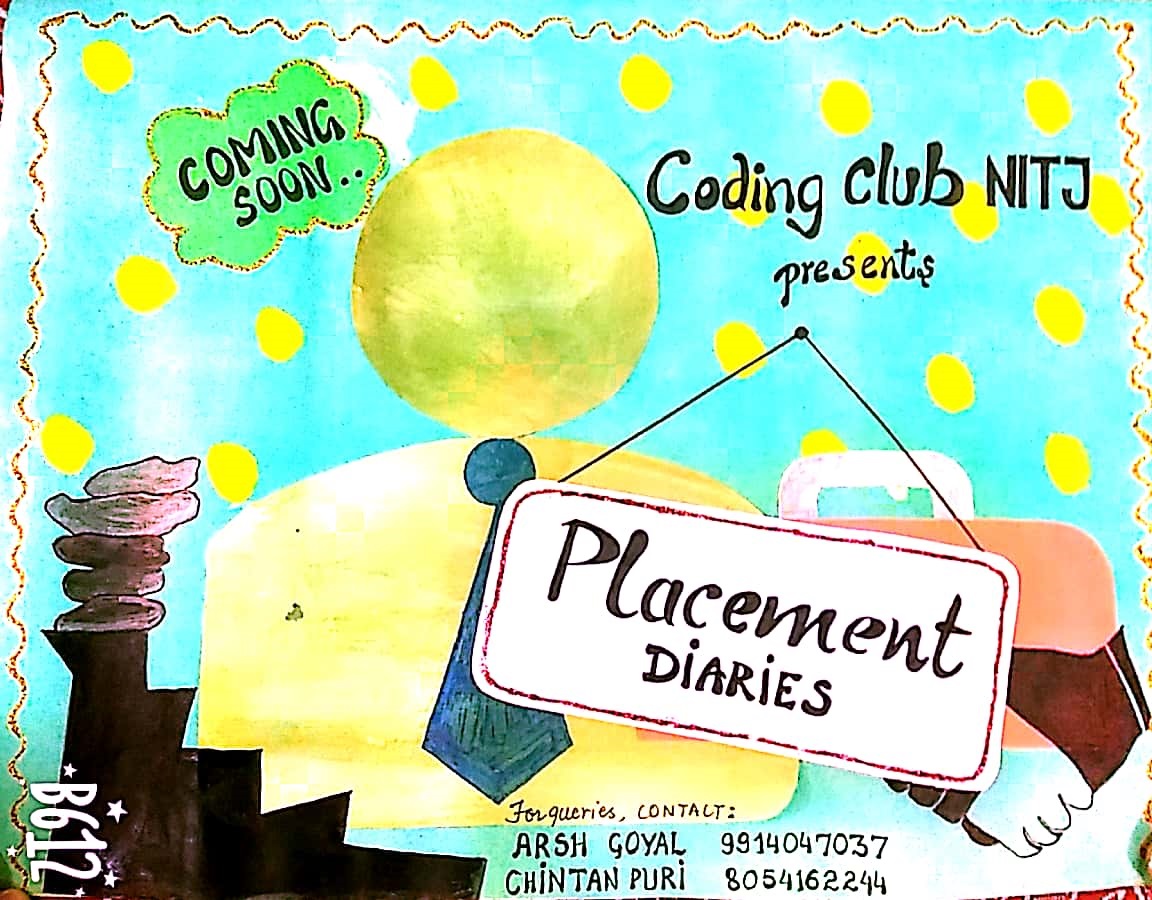 COMING
SOON..
Coding Club NITJ
presents
Placement
DiARiES
For queries, CONTACT:
ARSH GOYAL 9914047037
CHiNTAN PURI 8054162244
B612